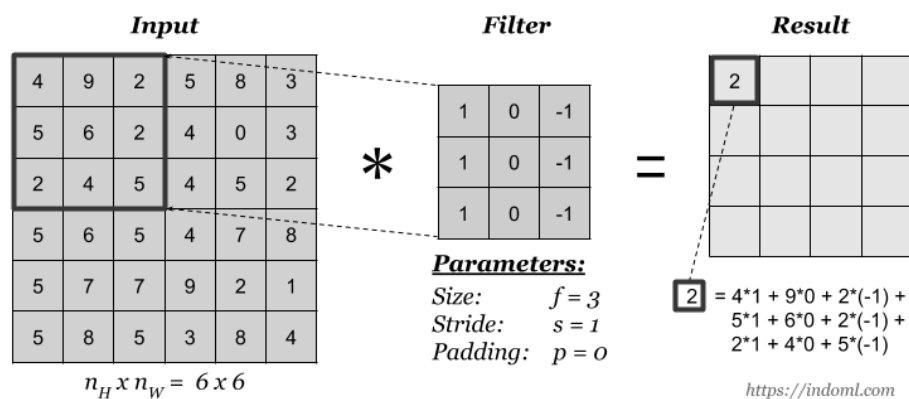 Input
Filter
Result
4 9 2 5 8 3
5 6 2 4 0 3
2 4 5 4 5 2
5 6 5 4 7 8
5 7 7 9 2 1
5 8 5 3 8 4
n_H x n_W = 6 x 6
*
1 0 -1
1 0 -1
1 0 -1
Parameters:
Size: f = 3
Stride: s = 1
Padding: p = 0
=
2
2 = 4*1 + 9*0 + 2*(-1) +
5*1 + 6*0 + 2*(-1) +
2*1 + 4*0 + 5*(-1)
https://indoml.com